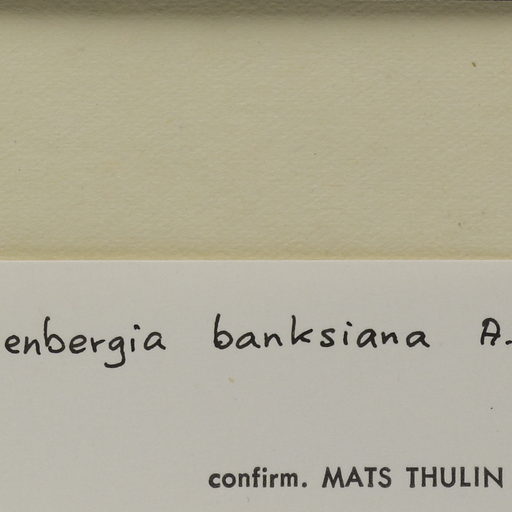 enbergia banksiana A.
confirm. MATS THULIN